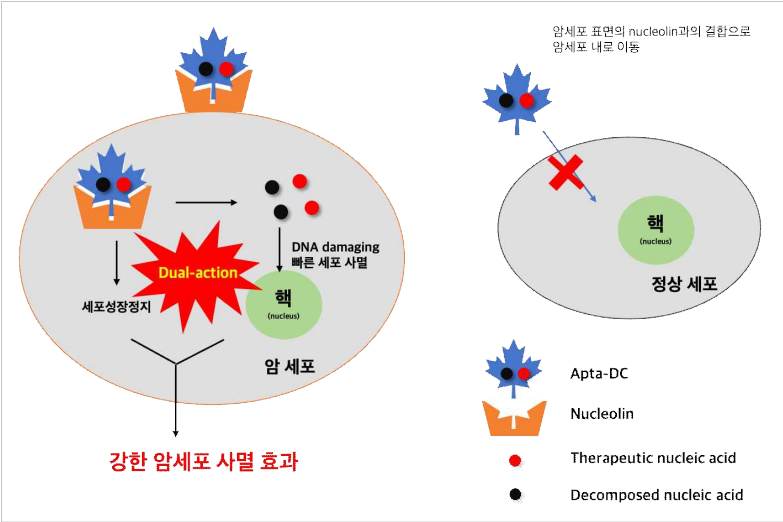 암세포 표면의 nucleolin과의 결합으로
암세포 내로 이동
Dual-action
DNA damaging
빠른 세포 사멸
세포성장정지
핵
(nucleus)
암 세포
강한 암세포 사멸 효과
핵
(nucleus)
정상 세포
Apta-DC
Nucleolin
Therapeutic nucleic acid
Decomposed nucleic acid